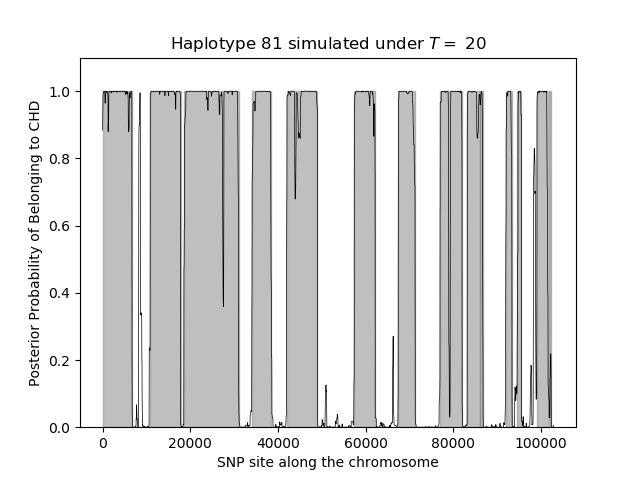 Haplotype 81 simulated under T = 20
Posterior Probability of Belonging to CHD
1.0
0.8
0.6
0.4
0.2
0.0
0 20000 40000 60000 80000 100000
SNP site along the chromosome